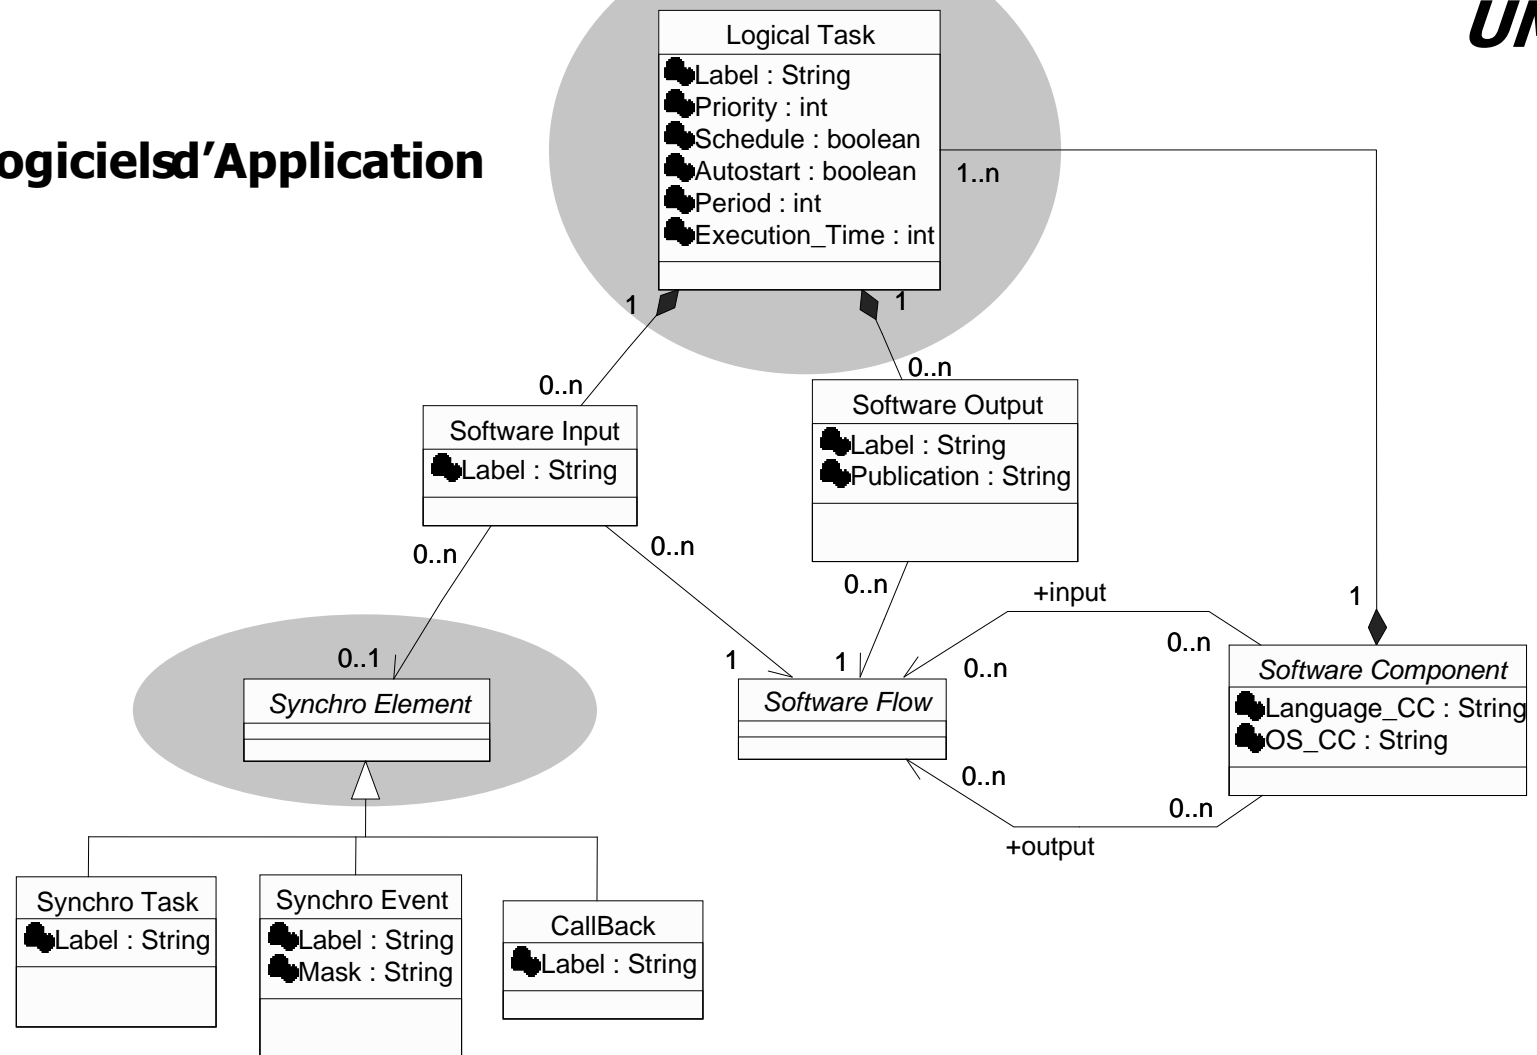 UM
ogicielsd'Application
Logical Task
Label : String
Priority : int
Schedule : boolean
Autostart : boolean
Period : int
Execution_Time : int
1..n
1
1
0..n
0..n
Software Input
Label : String
Software Output
Label : String
Publication : String
0..n
0..n
0..n
+input
1
0..1
1
1
0..n
0..n
Synchro Element
Software Flow
Software Component
Language_CC : String
OS_CC : String
0..n
0..n
+output
Synchro Task
Label : String
Synchro Event
Label : String
Mask : String
CallBack
Label : String